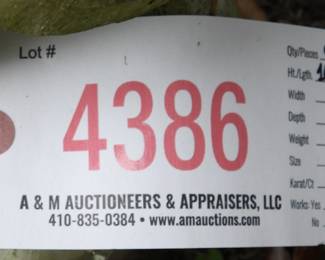 Lot #
4386
A & M AUCTIONEERS & APPRAISERS, LLC
410-835-0384 • www.amauctions.com
Qty/Pieces
Ht./Lgth.
Width
Depth
Weight
Size
Karat/Ct
Works: Yes
No